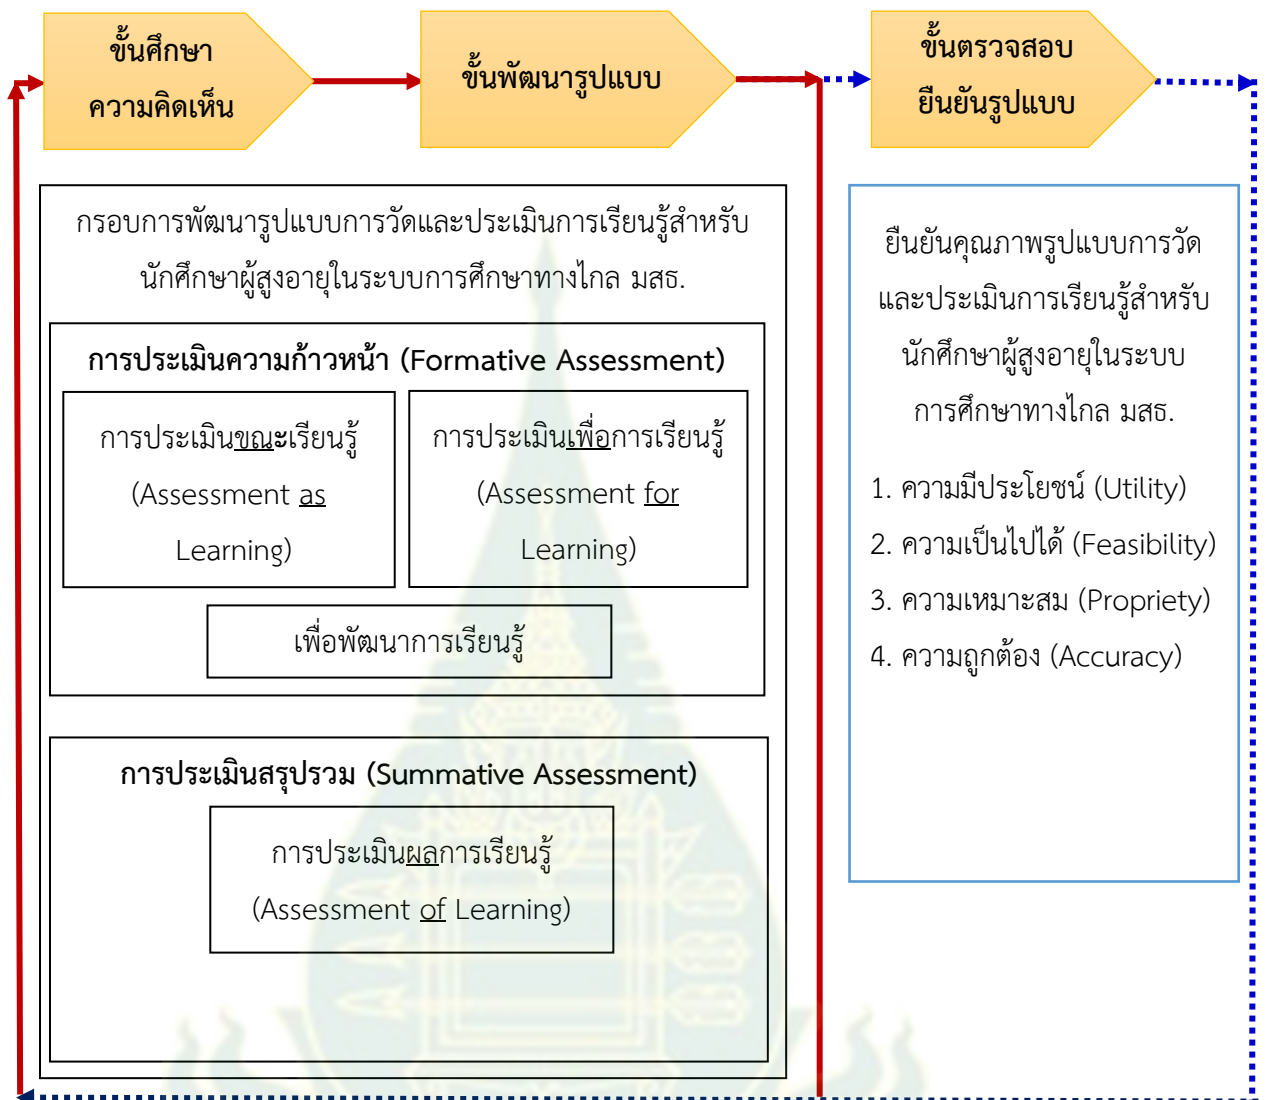 ขั้นศึกษา
ความคิดเห็น
ขั้นพัฒนารูปแบบ
ขั้นตรวจสอบ
ยืนยันรูปแบบ
กรอบการพัฒนารูปแบบการวัดและประเมินการเรียนรู้สำหรับ
นักศึกษาผู้สูงอายุในระบบการศึกษาทางไกล มสธ.
การประเมินความก้าวหน้า (Formative Assessment)
การประเมินขณะเรียนรู้
(Assessment as
Learning)
การประเมินเพื่อการเรียนรู้
(Assessment for
Learning)
เพื่อพัฒนาการเรียนรู้
การประเมินสรุปรวม (Summative Assessment)
การประเมินผลการเรียนรู้
(Assessment of Learning)
ยืนยันคุณภาพรูปแบบการวัด
และประเมินการเรียนรู้สำหรับ
นักศึกษาผู้สูงอายุในระบบ
การศึกษาทางไกล มสธ.
1. ความมีประโยชน์ (Utility)
2. ความเป็นไปได้ (Feasibility)
3. ความเหมาะสม (Propriety)
4. ความถูกต้อง (Accuracy)